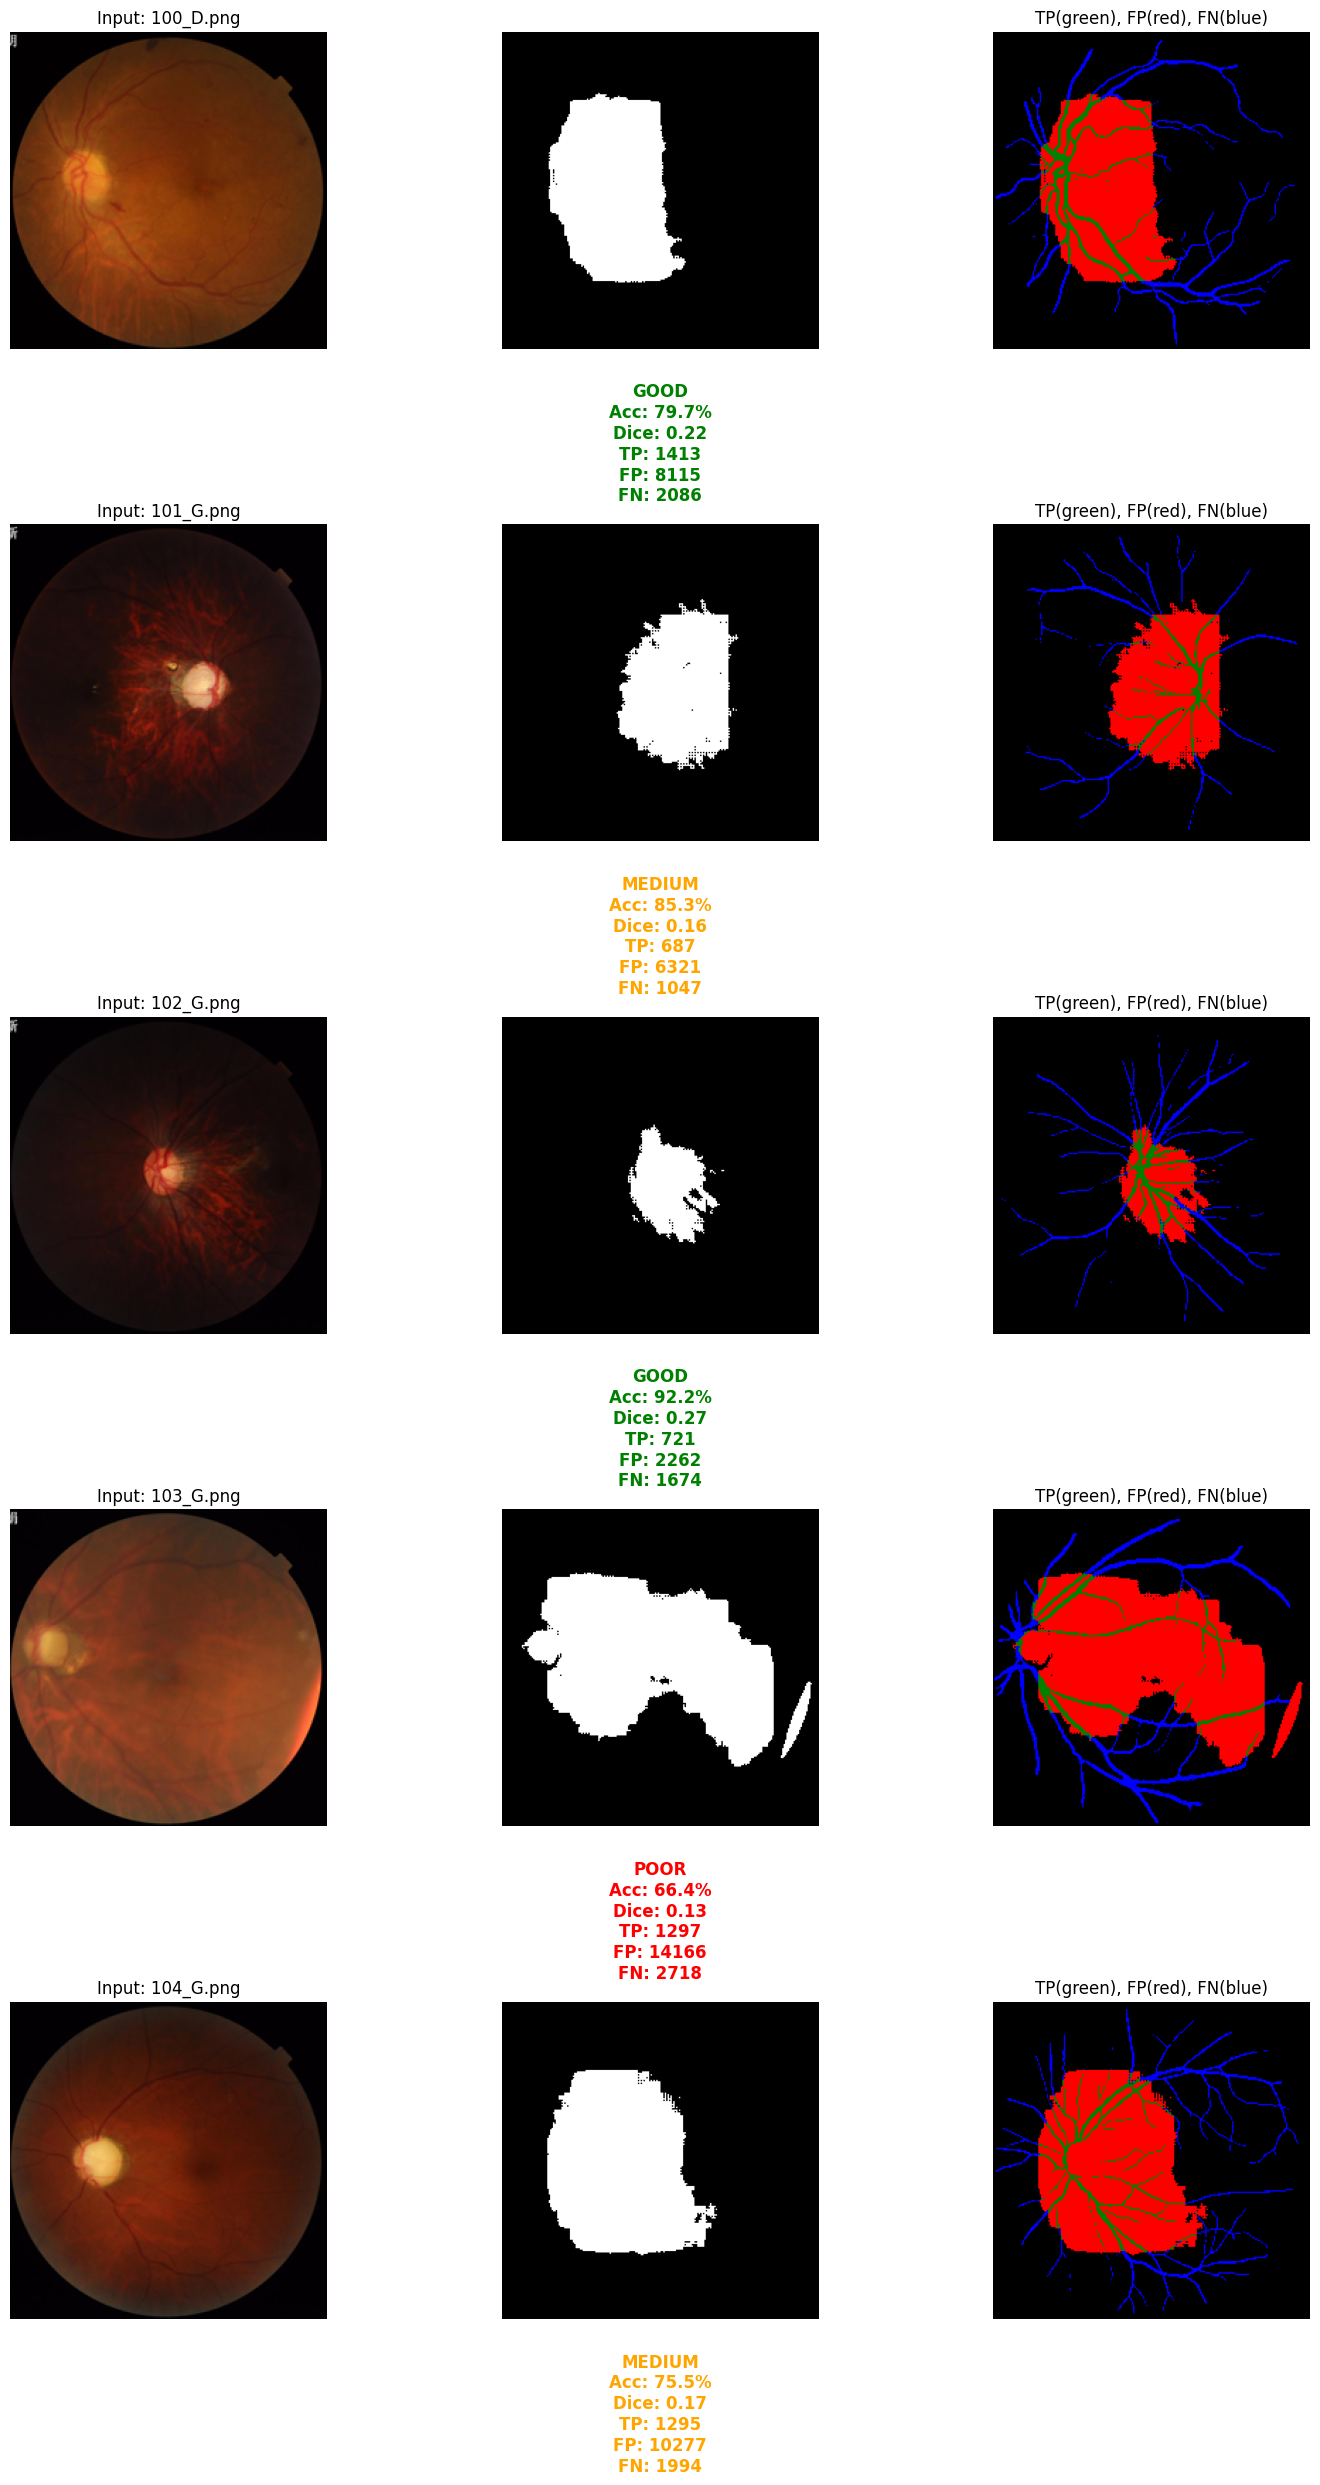 Input: 100_D.png
TP(green), FP(red), FN(blue)
GOOD
Acc: 79.7%
Dice: 0.22
TP: 1413
FP: 8115
FN: 2086
Input: 101_G.png
TP(green), FP(red), FN(blue)
MEDIUM
Acc: 85.3%
Dice: 0.16
TP: 687
FP: 6321
FN: 1047
Input: 102_G.png
TP(green), FP(red), FN(blue)
GOOD
Acc: 92.2%
Dice: 0.27
TP: 721
FP: 2262
FN: 1674
Input: 103_G.png
TP(green), FP(red), FN(blue)
POOR
Acc: 66.4%
Dice: 0.13
TP: 1297
FP: 14166
FN: 2718
Input: 104_G.png
TP(green), FP(red), FN(blue)
MEDIUM
Acc: 75.5%
Dice: 0.17
TP: 1295
FP: 10277
FN: 1994